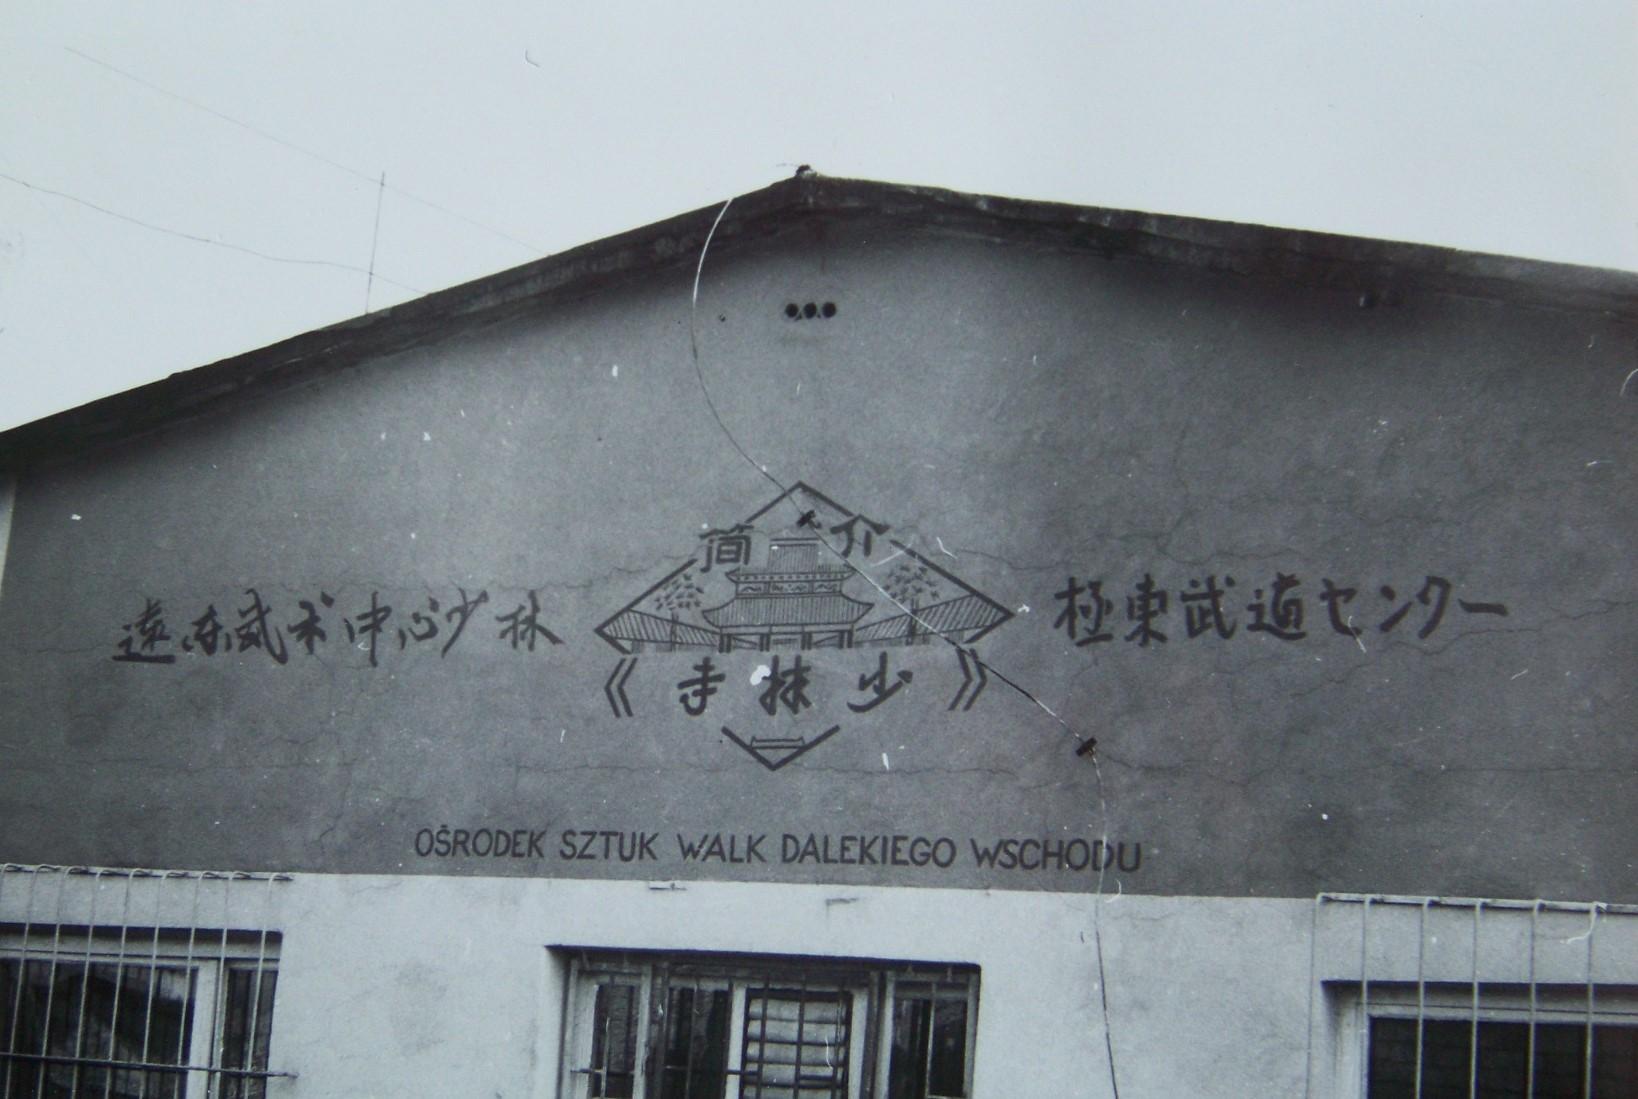 簡 介
遠东武术中心少林
極東武道センター
《寺林少》
OŚRODEK SZTUK WALK DALEKIEGO WSCHODU